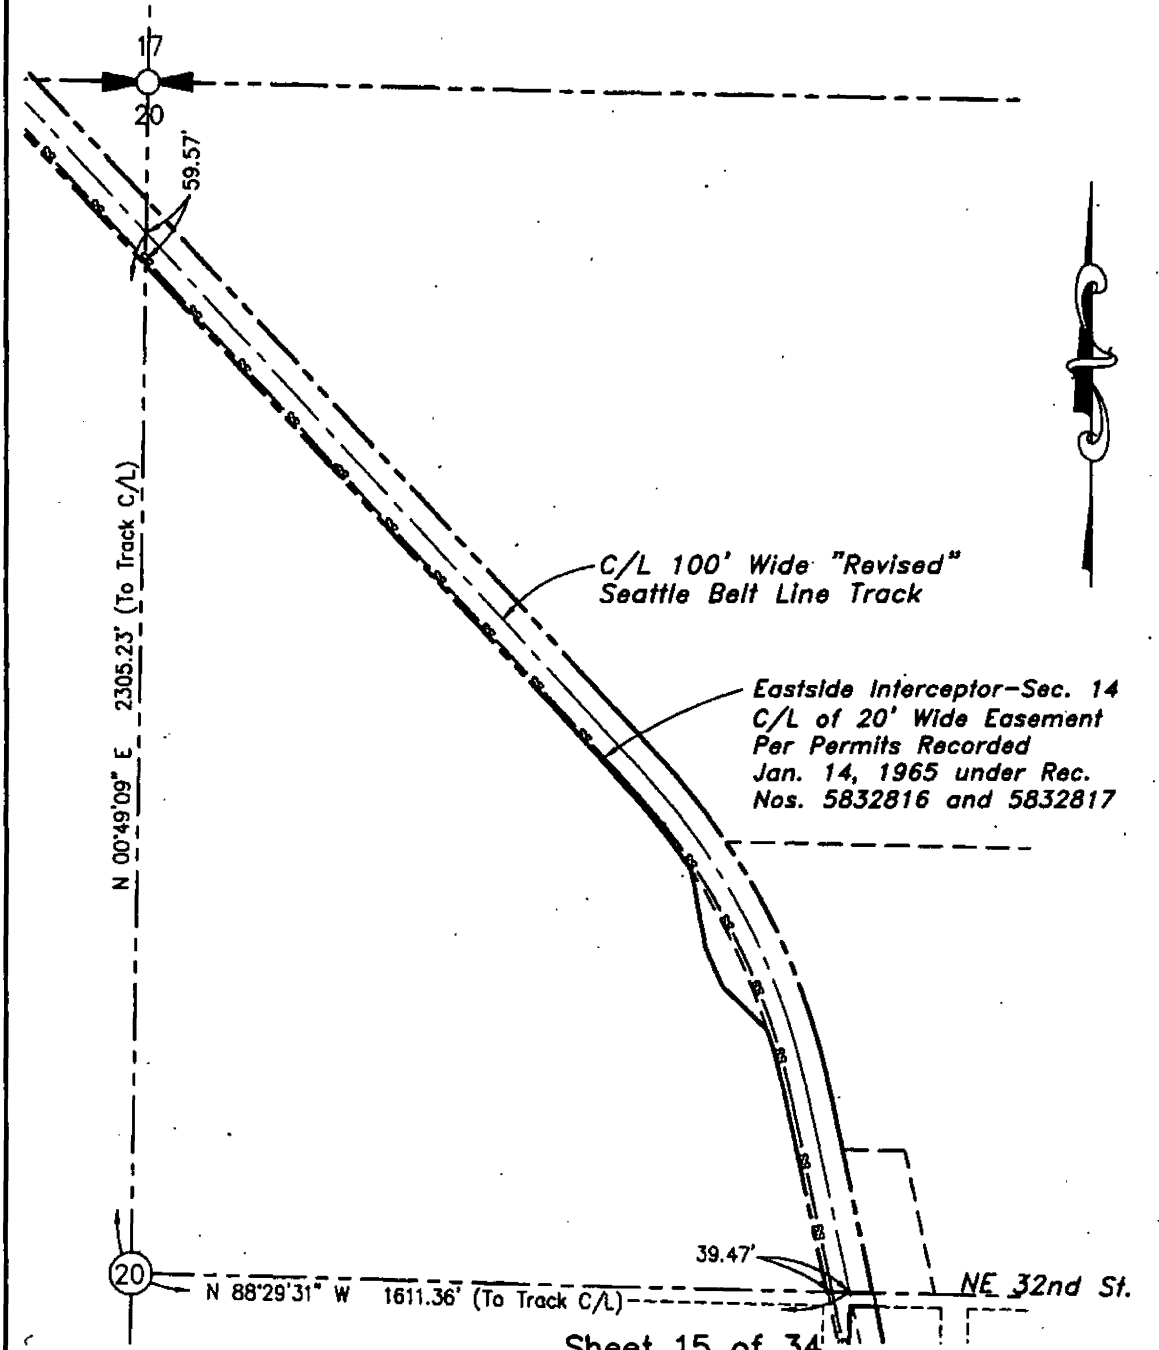 17
20
59.57'
N 00°49'09" E 2305.23' (To Track C/L)
C/L 100' Wide "Revised"
Seattle Belt Line Track
Eastside Interceptor-Sec. 14
C/L of 20' Wide Easement
Per Permits Recorded
Jan. 14, 1965 under Rec.
Nos. 5832816 and 5832817
39.47'
20
N 88°29'31" W 1611.36' (To Track C/L)
NE 32nd St.
Sheet 15 of 34